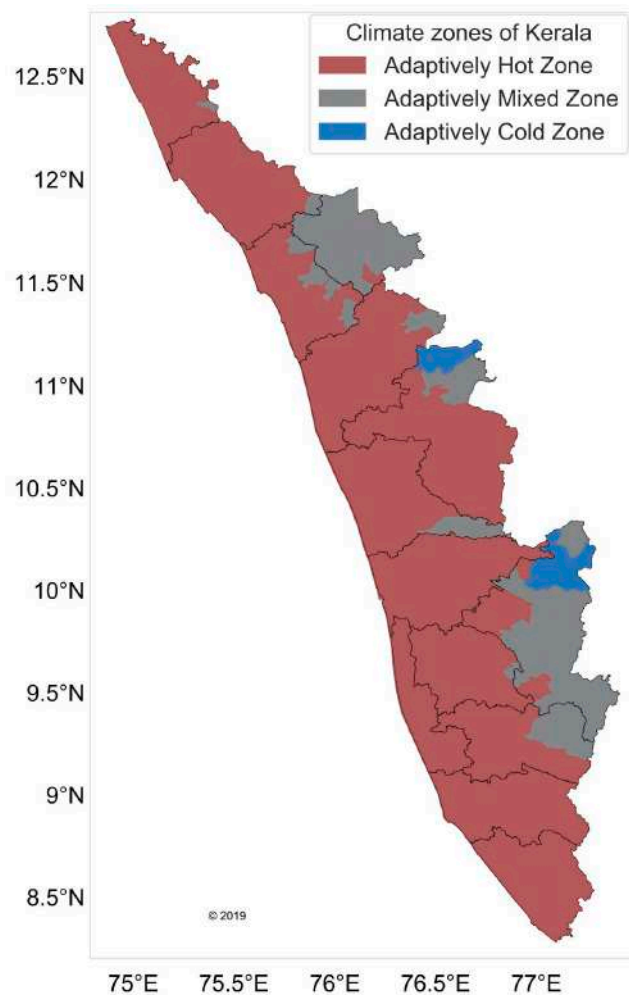 Climate zones of Kerala
Adaptively Hot Zone
Adaptively Mixed Zone
Adaptively Cold Zone
12.5°N
12°N
11.5°N
11°N
10.5°N
10°N
9.5°N
9°N
8.5°N
© 2019
75°E 75.5°E 76°E 76.5°E 77°E